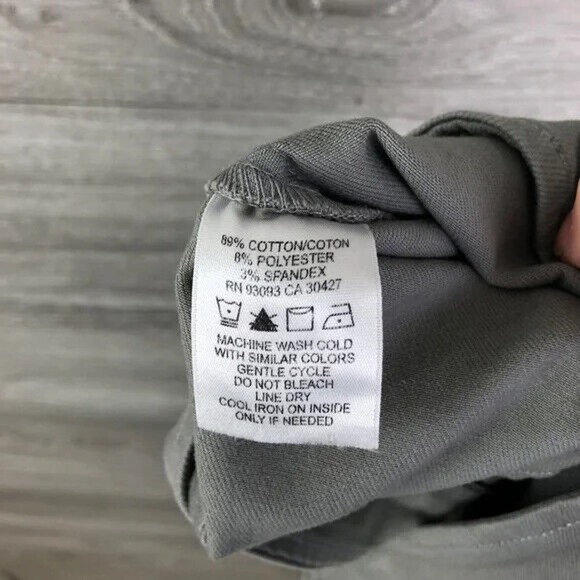 89% COTTON/COTON
8% POLYESTER
3% SPANDEX
RN 93093 CA 30427
MACHINE WASH COLD
WITH SIMILAR COLORS
GENTLE CYCLE
DO NOT BLEACH
LINE DRY
COOL IRON ON INSIDE
ONLY IF NEEDED